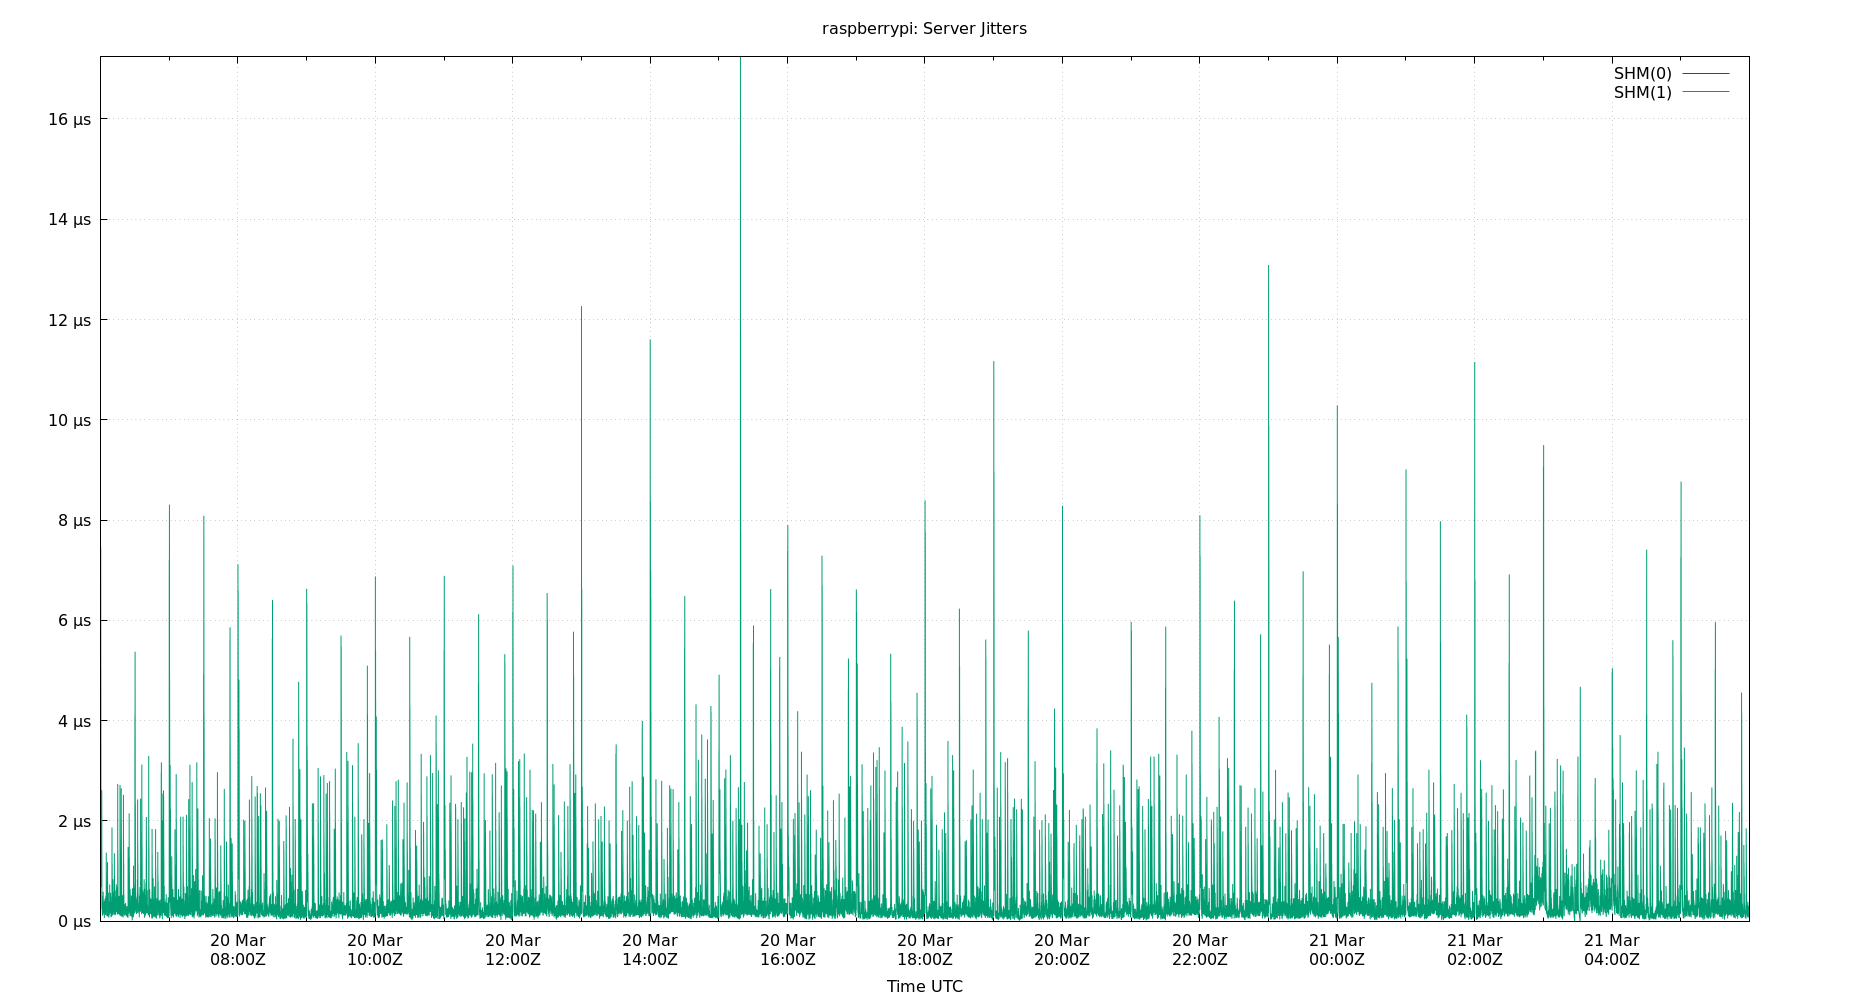 raspberrypi: Server Jitters
SHM(0)
SHM(1)
16 µs
14 µs
12 µs
10 µs
8 µs
6 µs
4 µs
2 µs
0 µs
20 Mar 20 Mar 20 Mar 20 Mar 20 Mar 20 Mar 20 Mar 20 Mar 21 Mar 21 Mar 21 Mar
08:00Z 10:00Z 12:00Z 14:00Z 16:00Z 18:00Z 20:00Z 22:00Z 00:00Z 02:00Z 04:00Z
Time UTC